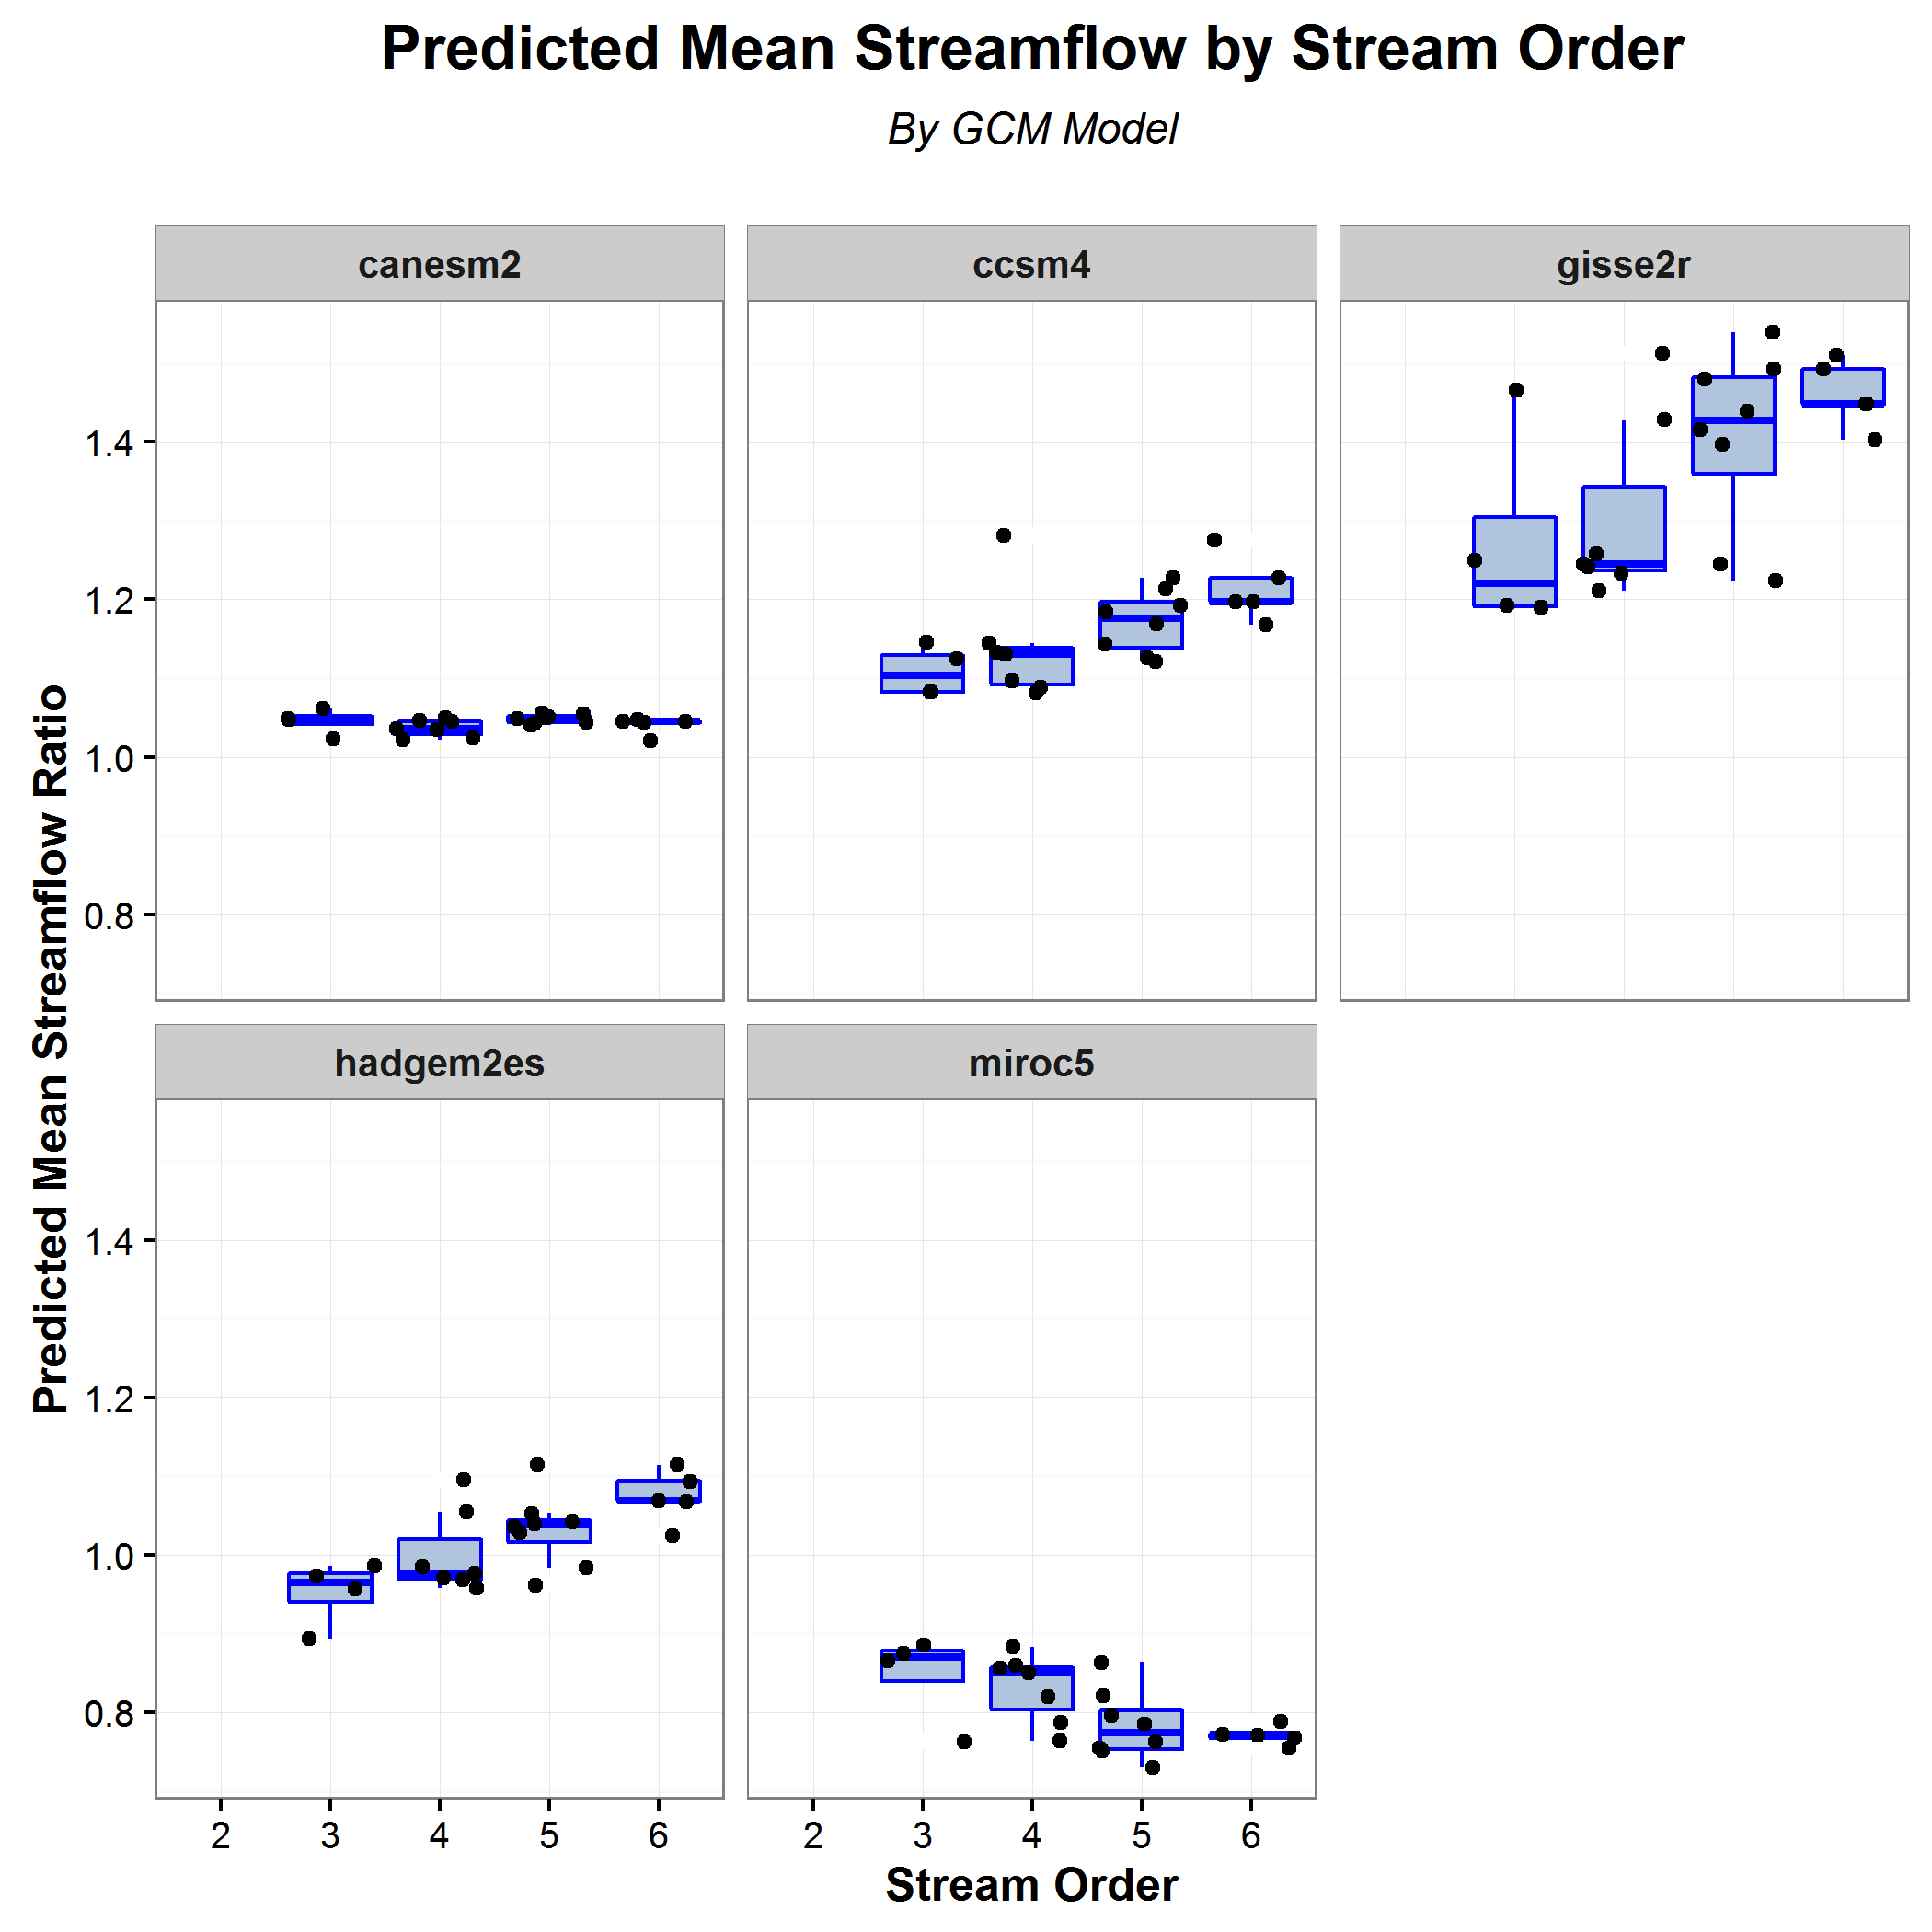 Predicted Mean Streamflow by Stream Order
By GCM Model
canesm2
ccsm4
gisse2r
1.4
1.2
1.0
0.8
Predicted Mean Streamflow Ratio
hadgem2es
miroc5
1.4
1.2
1.0
0.8
2 3 4 5 6
2 3 4 5 6
Stream Order